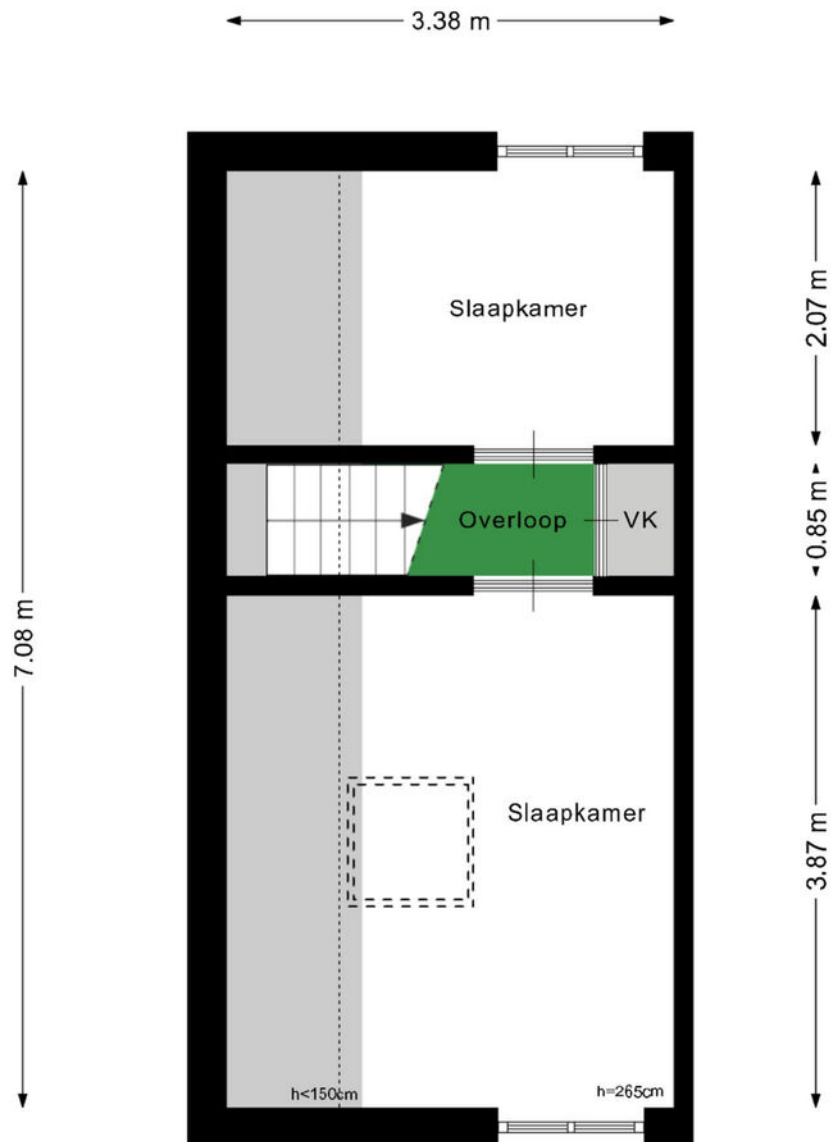 3.38 m
7.08 m
2.07 m
0.85 m
3.87 m
Slaapkamer
Overloop
VK
Slaapkamer
h<150cm
h=265cm